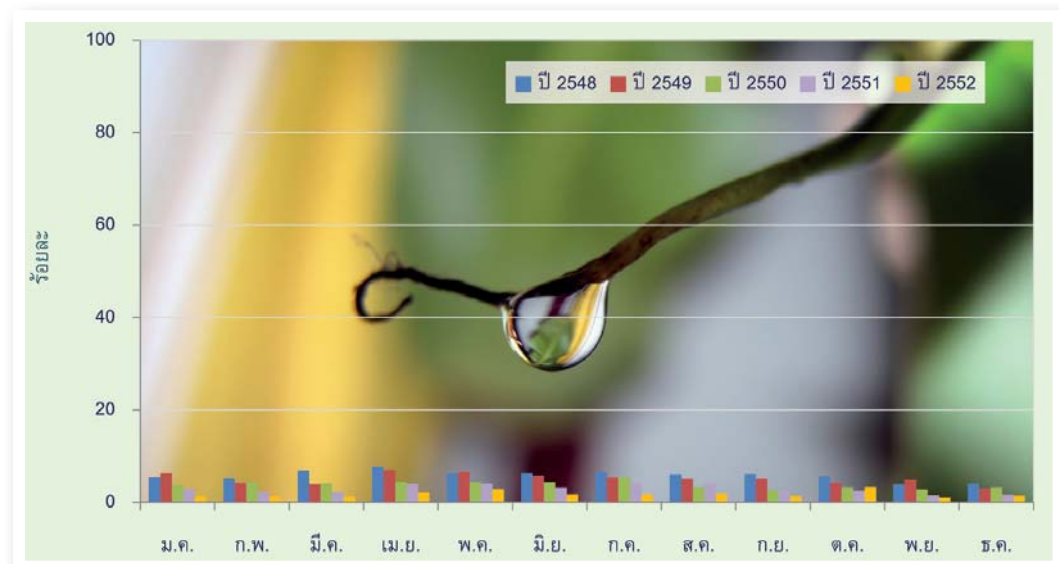 100
ปี 2548 ปี 2549 ปี 2550 ปี 2551 ปี 2552
80
60
ร้อยละ
40
20
0
ม.ค. ก.พ. มี.ค. เม.ย. พ.ค. มิ.ย. ก.ค. ส.ค. ก.ย. ต.ค. พ.ย. ธ.ค.